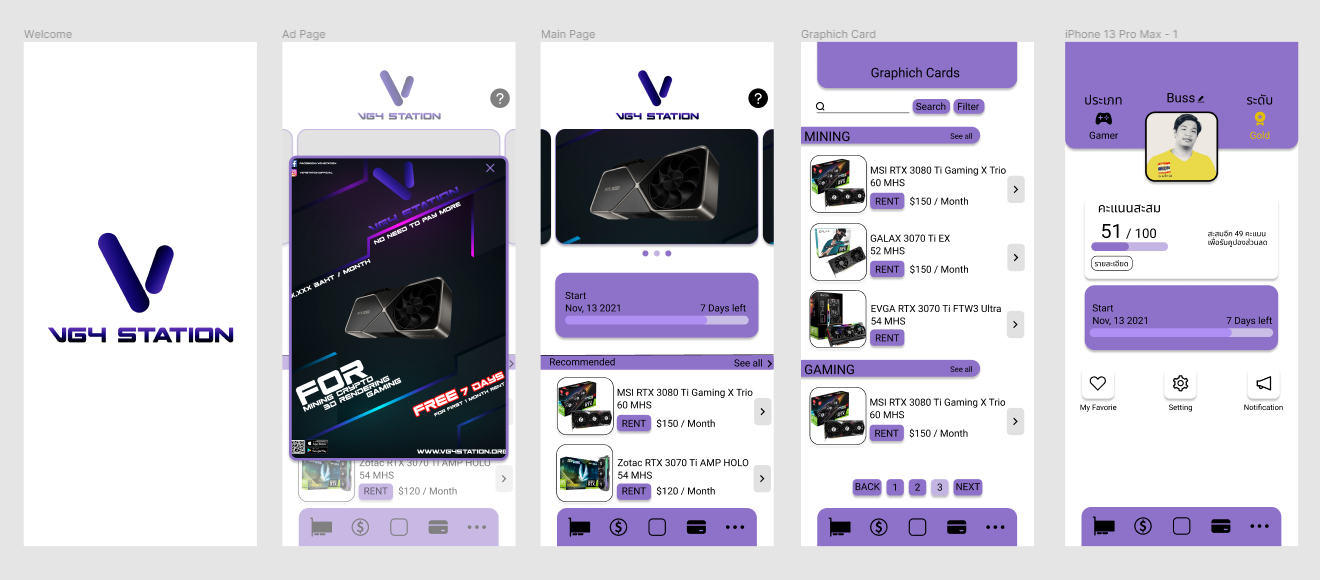 Welcome
VG4 STATION
Ad Page
?
VG4 STATION
FACEBOOK/VG4STATION
VG4STATION.OFFICIAL
VG4 STATION
NO NEED TO PAY MORE
.XXX BAHT / MONTH
FOR
MINING CRYPTO
3D RENDERING
GAMING
FREE 7 DAYS
FOR FIRST 1 MONTH RENT
WWW.VG4STATION.ORG
Zotac RTX 3070 Ti AMP HOLO
54 MHS
RENT $120 / Month
Main Page
?
VG4 STATION
Start
Nov, 13 2021 7 Days left
Recommended See all >
MSI RTX 3080 Ti Gaming X Trio
60 MHS
RENT $150 / Month
Zotac RTX 3070 Ti AMP HOLO
54 MHS
RENT $120 / Month
Graphich Card
Graphich Cards
Search Filter
MINING See all
MSI RTX 3080 Ti Gaming X Trio
60 MHS
RENT $150 / Month
GALAX 3070 Ti EX
52 MHS
RENT $150 / Month
EVGA RTX 3070 Ti FTW3 Ultra
54 MHS
RENT
GAMING See all
MSI RTX 3080 Ti Gaming X Trio
60 MHS
RENT $150 / Month
BACK 1 2 3 NEXT
iPhone 13 Pro Max - 1
ประเภท Buss ระดับ
Gamer Gold
คะแนนสะสม
51 / 100
สะสมอีก 49 คะแนน
เพื่อรับคูปองส่วนลด
รายละเอียด
Start
Nov, 13 2021 7 Days left
My Favorie Setting Notification